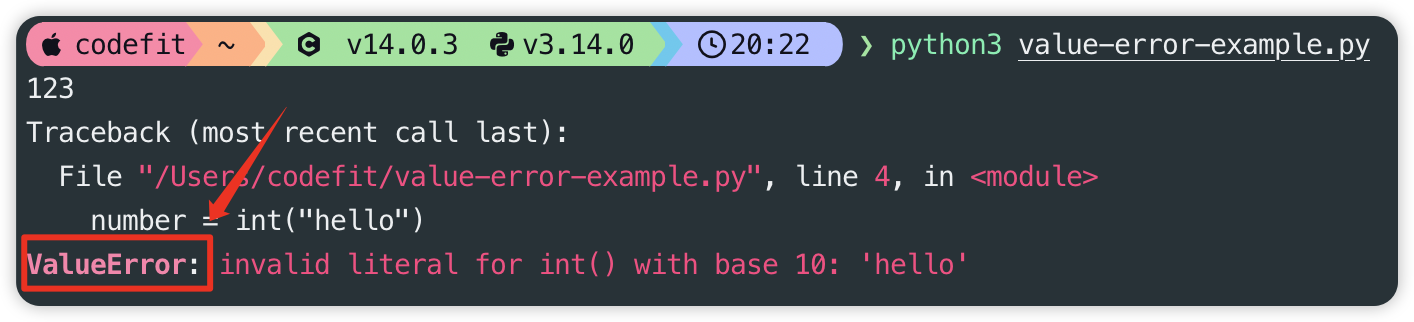 codefit ~ v14.0.3 v3.14.0 20:22 ❯ python3 value-error-example.py
123
Traceback (most recent call last):
  File "/Users/codefit/value-error-example.py", line 4, in <module>
    number = int("hello")
ValueError: invalid literal for int() with base 10: 'hello'